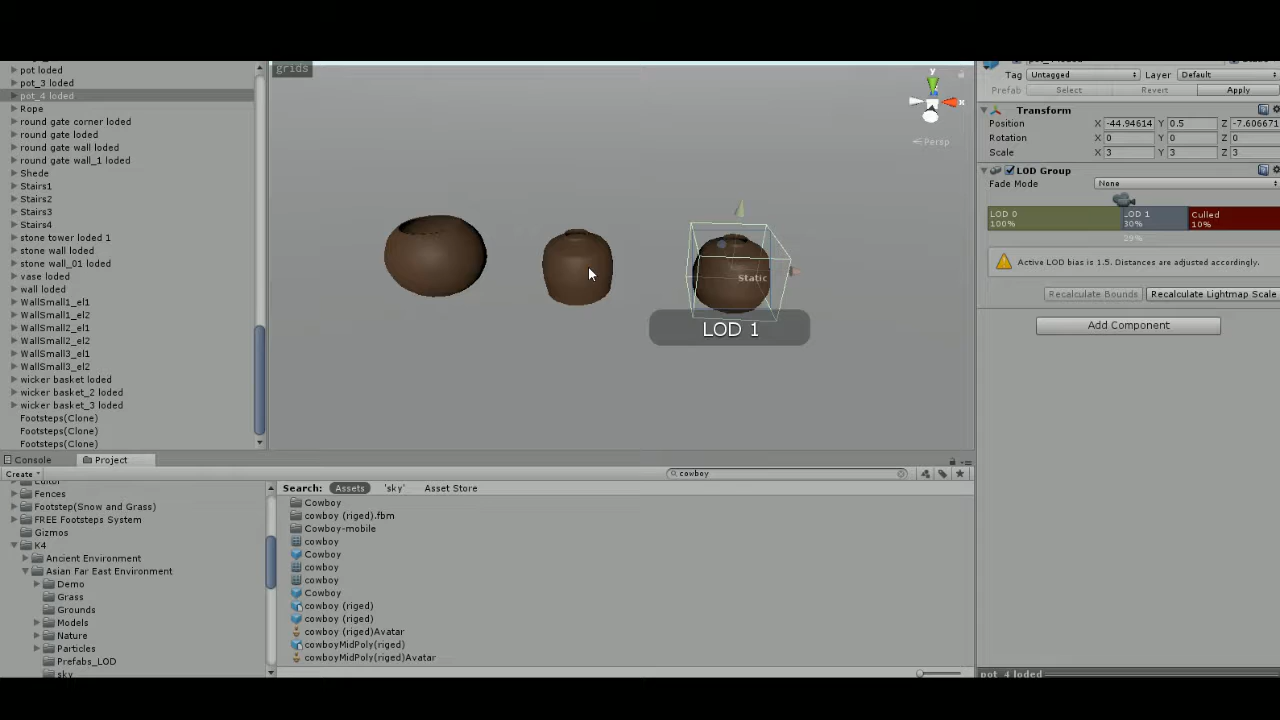 pot loded
pot_3 loded
pot_4 loded
Rope
round gate corner loded
round gate loded
round gate wall loded
round gate wall_1 loded
Shede
Stairs1
Stairs2
Stairs3
Stairs4
stone tower loded 1
stone wall loded
stone wall_01 loded
vase loded
wall loded
WallSmall1_el1
WallSmall1_el2
WallSmall2_el1
WallSmall2_el2
WallSmall3_el1
WallSmall3_el2
wicker basket loded
wicker basket_2 loded
wicker basket_3 loded
Footsteps(Clone)
Footsteps(Clone)
Footsteps(Clone)
grids
y
x
Persp
Static
LOD 1
Tag Untagged Layer Default
Prefab Select Revert Apply
Transform
Position X -44.94614 Y 0.5 Z -7.606671
Rotation X 0 Y 0 Z 0
Scale X 3 Y 3 Z 3
LOD Group
Fade Mode None
LOD 0 LOD 1 Culled
100% 30% 10%
29%
Active LOD bias is 1.5. Distances are adjusted accordingly.
Recalculate Bounds Recalculate Lightmap Scale
Add Component
Console Project
Create cowboy
Fences
Footstep(Snow and Grass)
FREE Footsteps System
Gizmos
K4
Ancient Environment
Asian Far East Environment
Demo
Grass
Grounds
Models
Nature
Particles
Prefabs_LOD
sky
Search: Assets 'sky' Asset Store
Cowboy
cowboy (riged).fbm
Cowboy-mobile
cowboy
Cowboy
cowboy
cowboy
Cowboy
cowboy (riged)
cowboy (riged)
cowboy (riged)Avatar
cowboyMidPoly(riged)
cowboyMidPoly(riged)Avatar
pot_4 loded